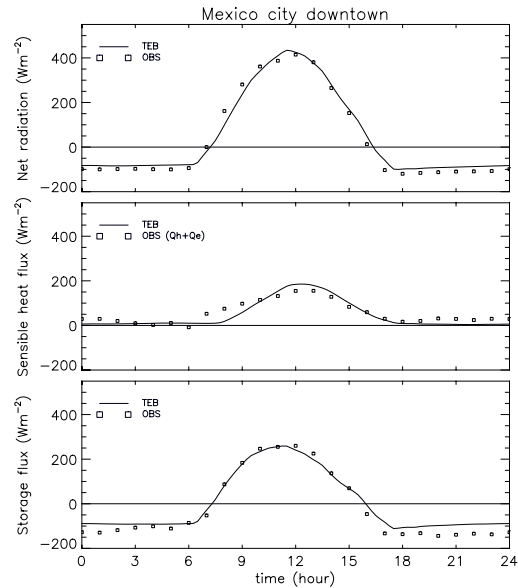 Mexico city downtown
Net radiation (Wm−2)
400
200
0
−200
TEB
OBS
Sensible heat flux (Wm−2)
400
200
0
−200
TEB
OBS (Qh+Qe)
Storage flux (Wm−2)
400
200
0
−200
TEB
OBS
0 3 6 9 12 15 18 21 24
time (hour)